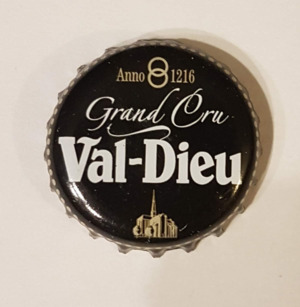 Anno 1216
Grand Cru
Val-Dieu